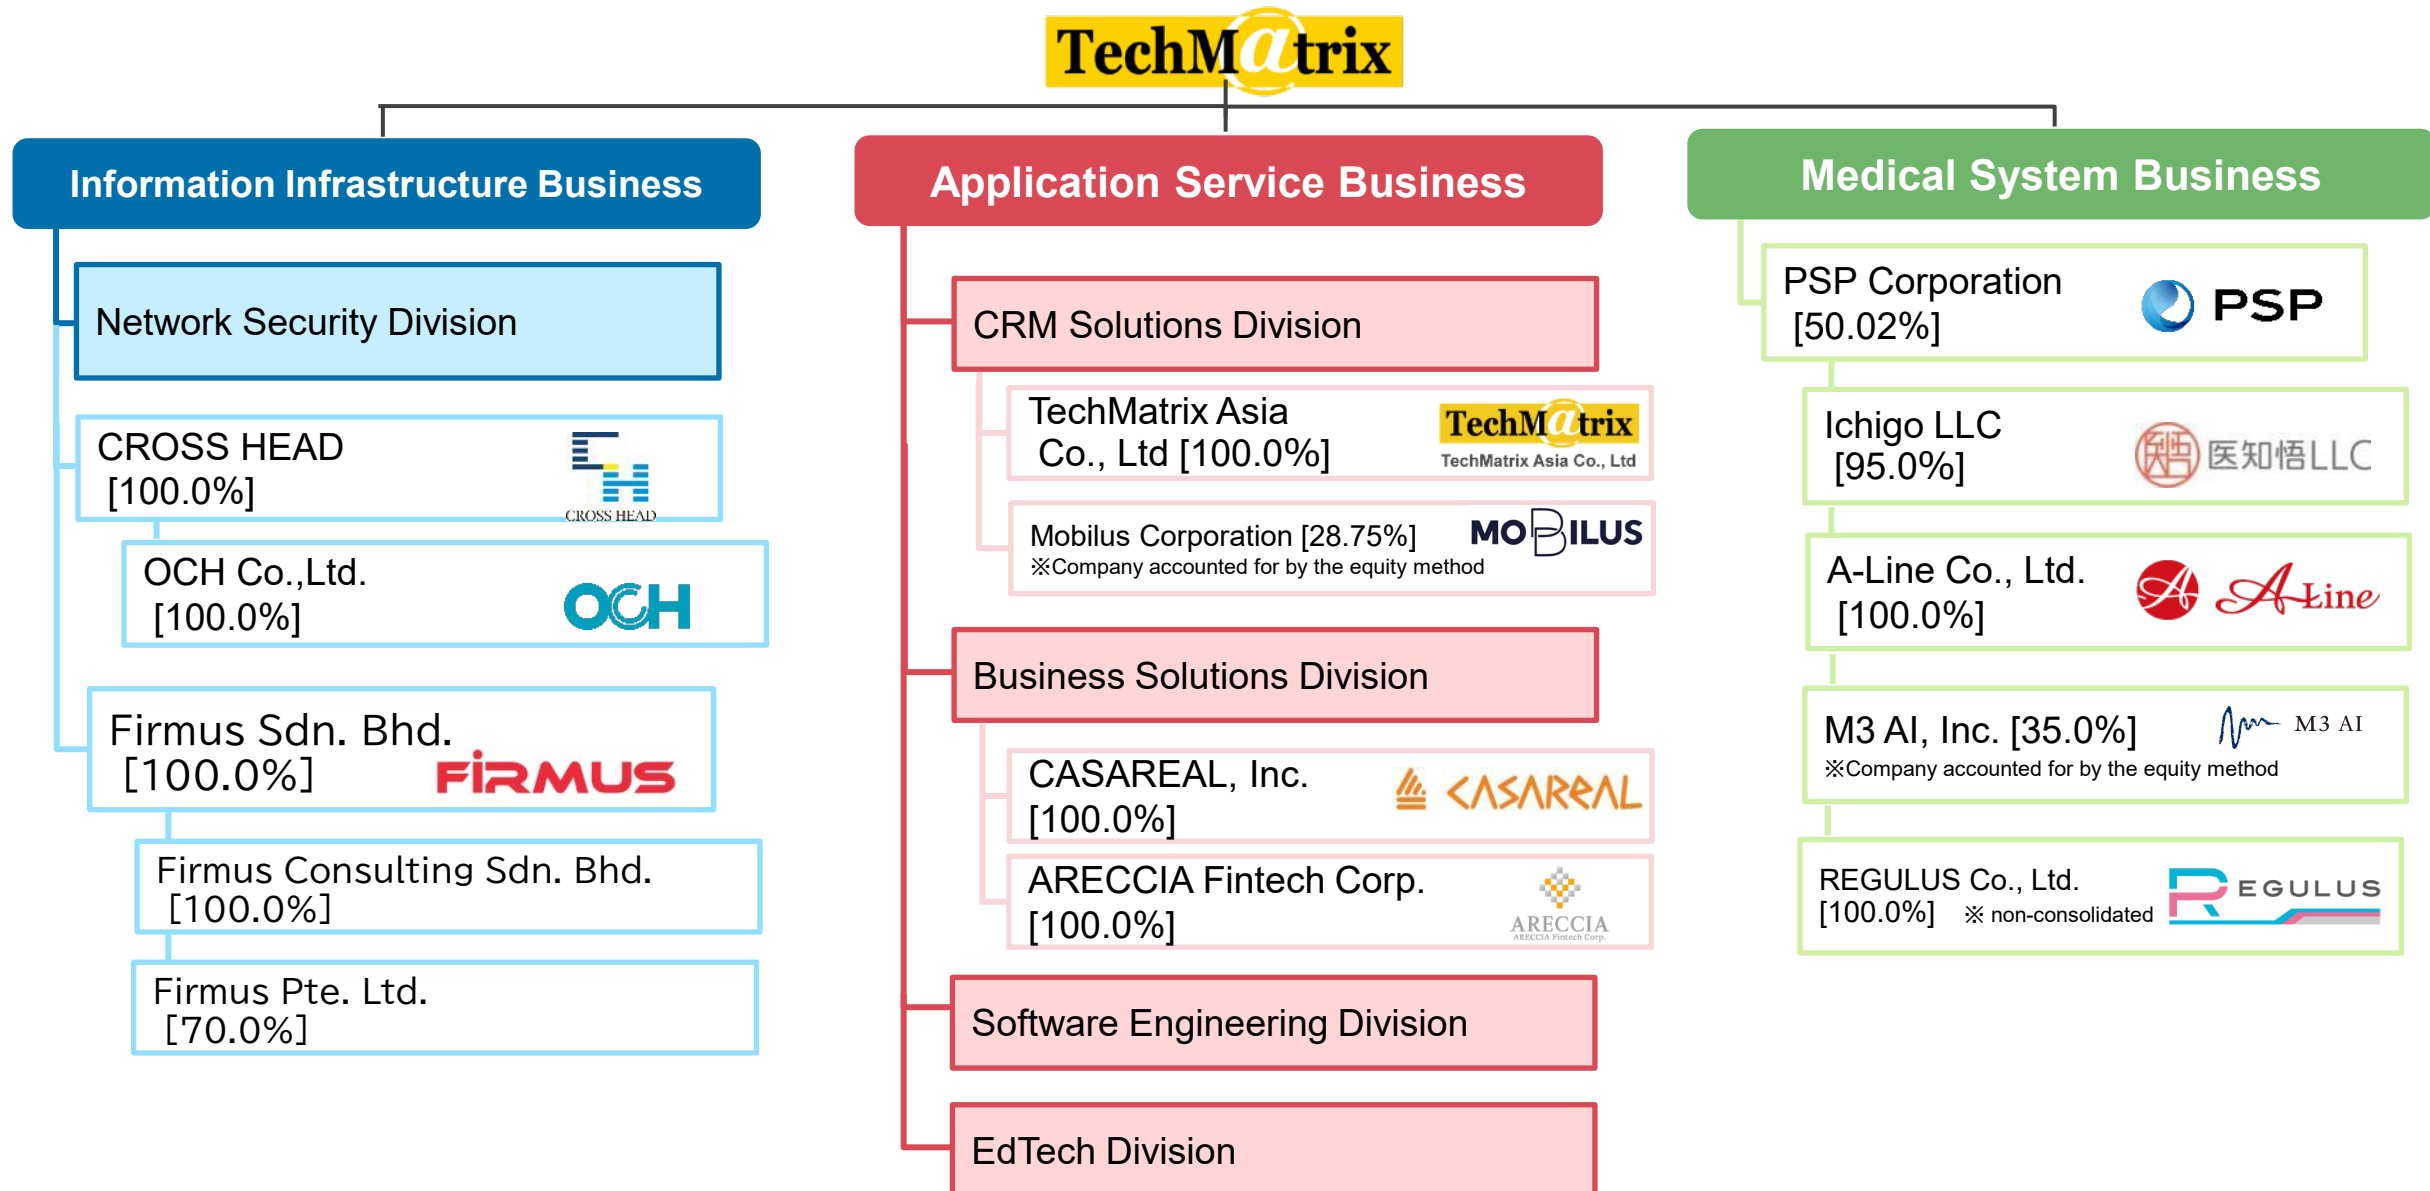 TechM@trix
Information Infrastructure Business
Network Security Division
CROSS HEAD
[100.0%]
CROSS HEAD
OCH Co.,Ltd.
[100.0%]
OCH
Firmus Sdn. Bhd.
[100.0%]
FiRMUS
Firmus Consulting Sdn. Bhd.
[100.0%]
Firmus Pte. Ltd.
[70.0%]
Application Service Business
CRM Solutions Division
TechMatrix Asia
Co., Ltd [100.0%]
TechM@trix
TechMatrix Asia Co., Ltd
Mobilus Corporation [28.75%]
※Company accounted for by the equity method
MOBILUS
Business Solutions Division
CASAREAL, Inc.
[100.0%]
CASAREAL
ARECCIA Fintech Corp.
[100.0%]
ARECCIA
ARECCIA Fintech Corp.
Software Engineering Division
EdTech Division
Medical System Business
PSP Corporation
[50.02%]
PSP
Ichigo LLC
[95.0%]
医知悟LLC
A-Line Co., Ltd.
[100.0%]
A A-Line
M3 AI, Inc. [35.0%]
※Company accounted for by the equity method
M3 AI
REGULUS Co., Ltd.
[100.0%] ※ non-consolidated
REGULUS